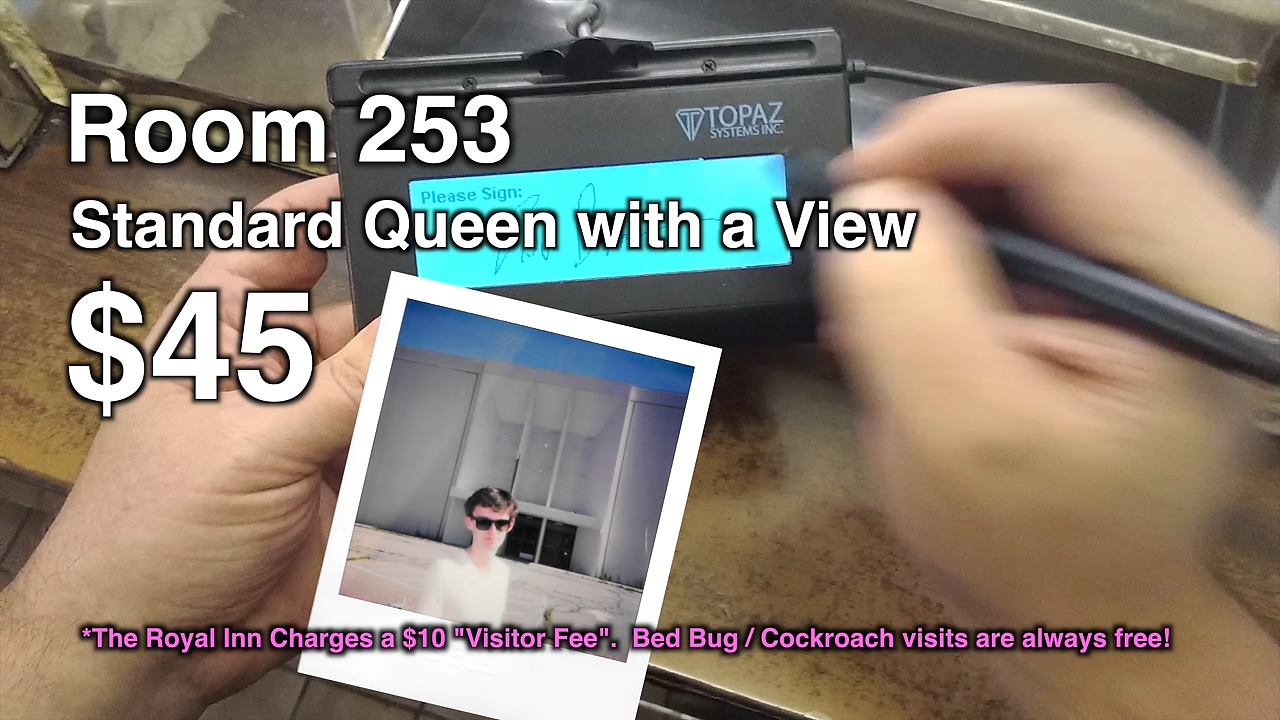 Room 253
TOPAZ
SYSTEMS INC.
Please Sign:
Standard Queen with a View
$45
*The Royal Inn Charges a $10 "Visitor Fee".  Bed Bug / Cockroach visits are always free!